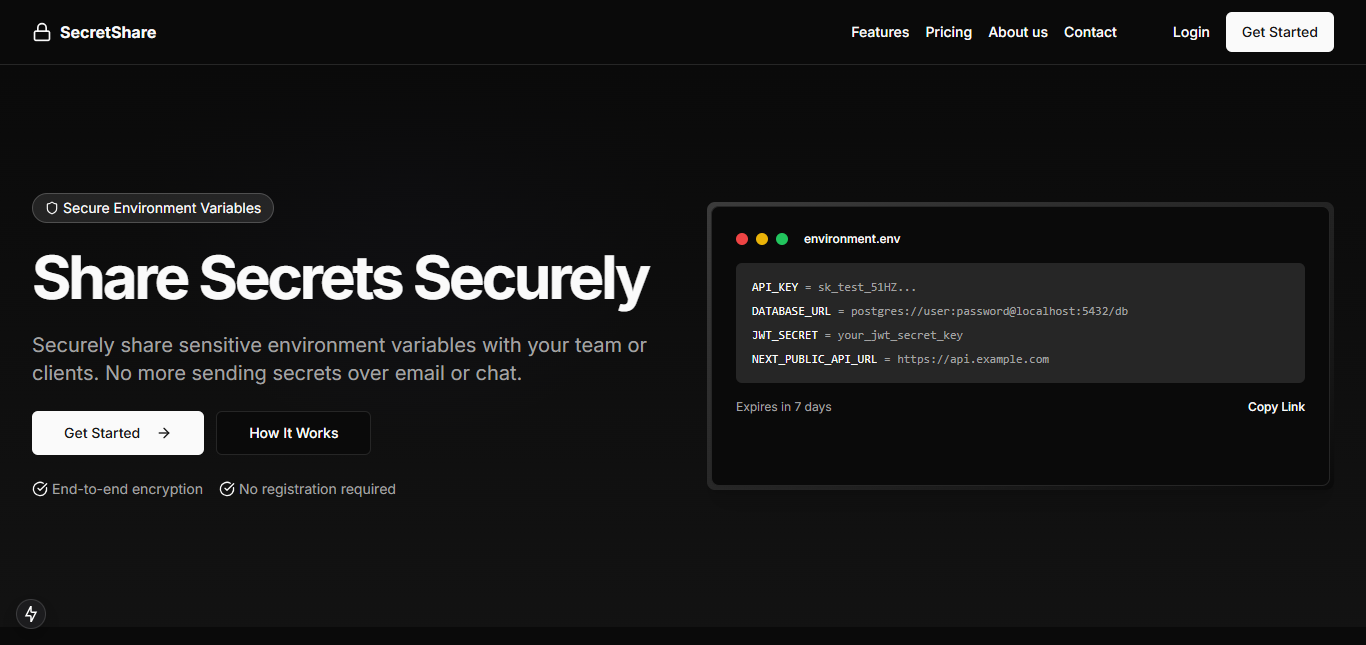 SecretShare
Features Pricing About us Contact Login Get Started
Secure Environment Variables
Share Secrets Securely
Securely share sensitive environment variables with your team or
clients. No more sending secrets over email or chat.
Get Started How It Works
End-to-end encryption No registration required
environment.env
API_KEY = sk_test_51HZ...
DATABASE_URL = postgres://user:password@localhost:5432/db
JWT_SECRET = your_jwt_secret_key
NEXT_PUBLIC_API_URL = https://api.example.com
Expires in 7 days Copy Link